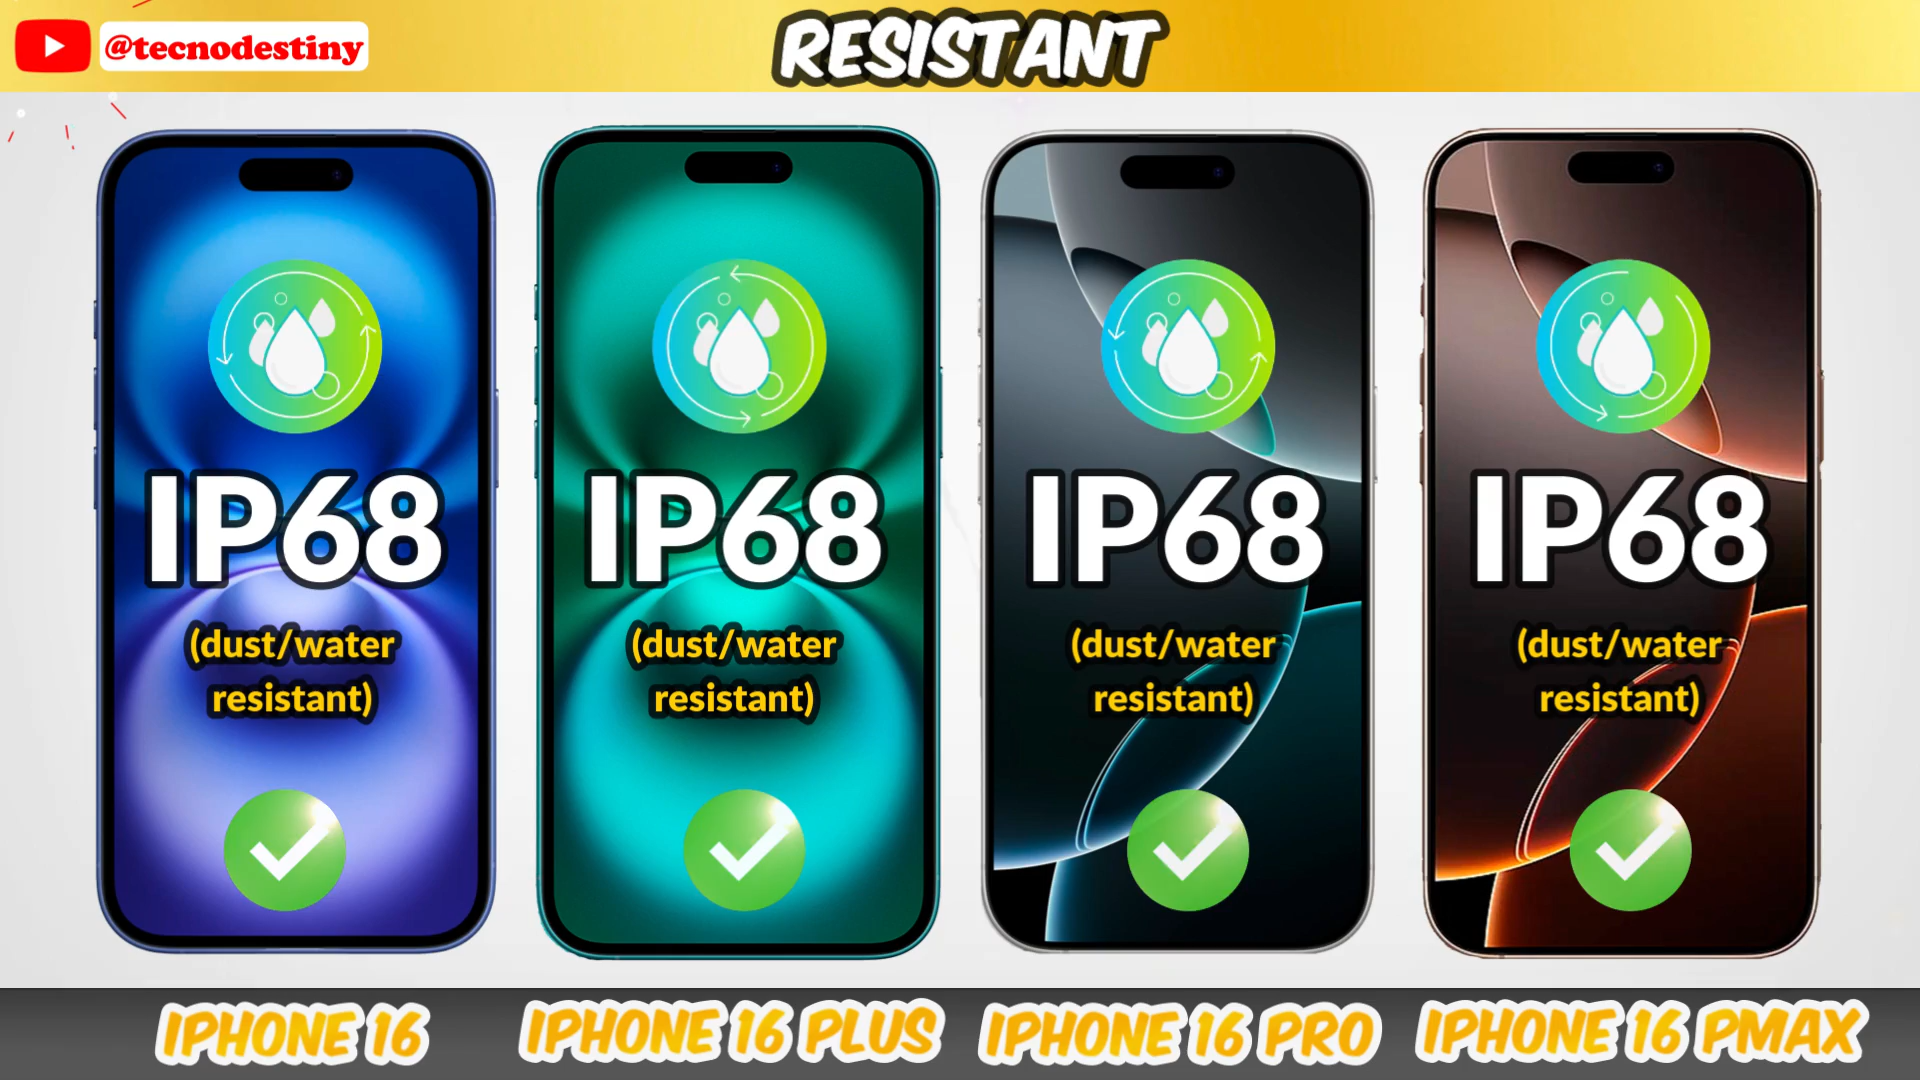 @tecnodestiny
RESISTANT
IP68
(dust/water
resistant)
IP68
(dust/water
resistant)
IP68
(dust/water
resistant)
IP68
(dust/water
resistant)
IPHONE 16
IPHONE 16 PLUS
IPHONE 16 PRO
IPHONE 16 PMAX